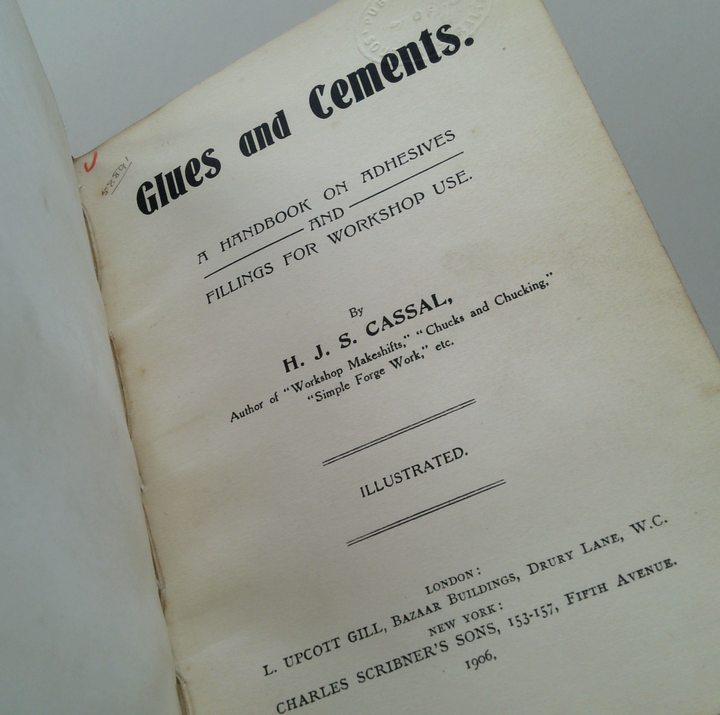 Glues and Cements.
A HANDBOOK ON ADHESIVES
AND
FILLINGS FOR WORKSHOP USE.
By
H. J. S. CASSAL,
Author of "Workshop Makeshifts," "Chucks and Chucking,"
"Simple Forge Work," etc.
ILLUSTRATED.
LONDON:
L. UPCOTT GILL, BAZAAR BUILDINGS, DRURY LANE, W.C.
NEW YORK:
CHARLES SCRIBNER'S SONS, 153-157, FIFTH AVENUE.
1906.